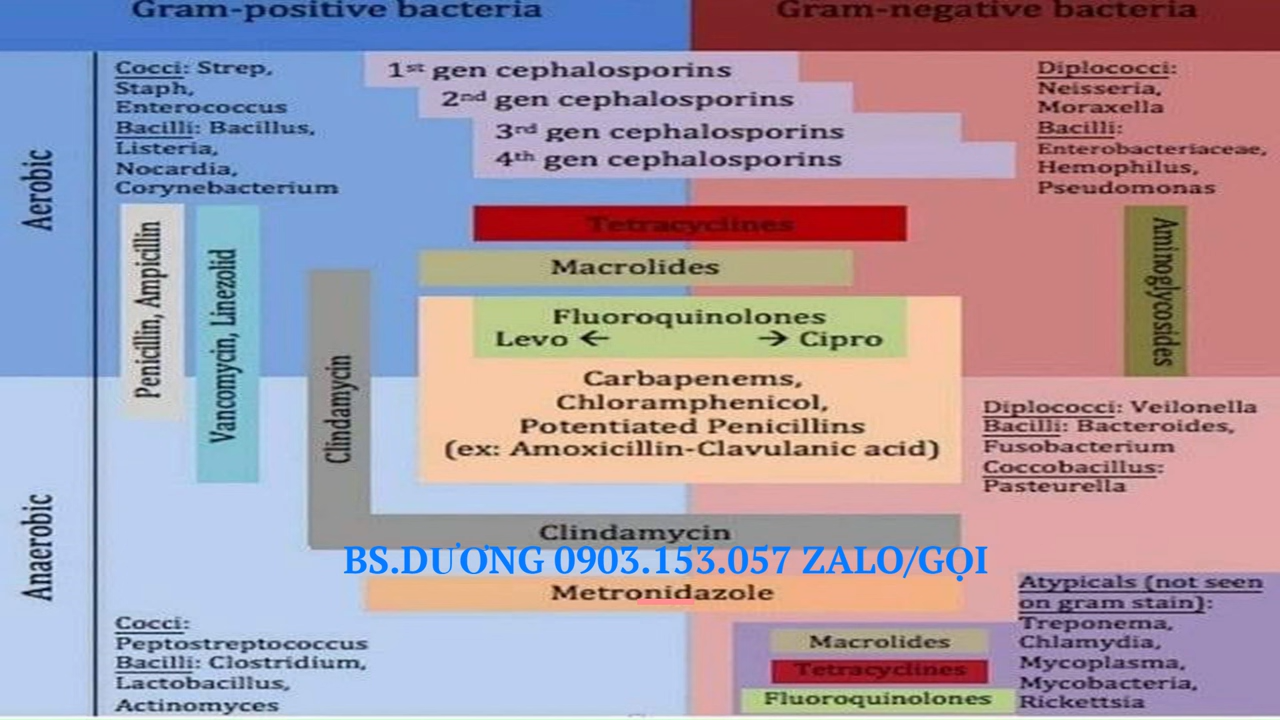 Gram-positive bacteria
Gram-negative bacteria
Aerobic
Anaerobic
Cocci: Strep,
Staph,
Enterococcus
Bacilli: Bacillus,
Listeria,
Nocardia,
Corynebacterium
1st gen cephalosporins
2nd gen cephalosporins
3rd gen cephalosporins
4th gen cephalosporins
Diplococci:
Neisseria,
Moraxella
Bacilli:
Enterobacteriaceae,
Hemophilus,
Pseudomonas
Penicillin, Ampicillin
Vancomycin, Linezolid
Clindamycin
Tetracyclines
Macrolides
Fluoroquinolones
Levo ← → Cipro
Carbapenems,
Chloramphenicol,
Potentiated Penicillins
(ex: Amoxicillin-Clavulanic acid)
Aminoglycosides
Diplococci: Veilonella
Bacilli: Bacteroides,
Fusobacterium
Coccobacillus:
Pasteurella
Clindamycin
BS.DƯƠNG 0903.153.057 ZALO/GỌI
Metronidazole
Cocci:
Peptostreptococcus
Bacilli: Clostridium,
Lactobacillus,
Actinomyces
Macrolides
Tetracyclines
Fluoroquinolones
Atypicals (not seen
on gram stain):
Treponema,
Chlamydia,
Mycoplasma,
Mycobacteria,
Rickettsia